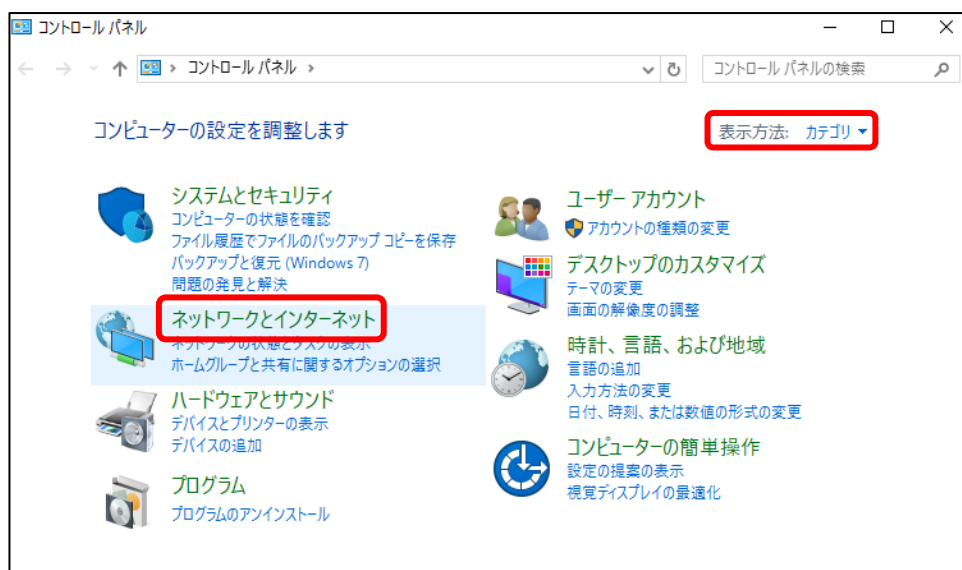 コントロール パネル
コントロール パネル
コントロール パネルの検索
コンピューターの設定を調整します
表示方法: カテゴリ
システムとセキュリティ
コンピューターの状態を確認
ファイル履歴でファイルのバックアップ コピーを保存
バックアップと復元 (Windows 7)
問題の発見と解決
ネットワークとインターネット
ネットワークの状態とタスクの表示
ホームグループと共有に関するオプションの選択
ハードウェアとサウンド
デバイスとプリンターの表示
デバイスの追加
プログラム
プログラムのアンインストール
ユーザー アカウント
アカウントの種類の変更
デスクトップのカスタマイズ
テーマの変更
画面の解像度の調整
時計、言語、および地域
言語の追加
入力方法の変更
日付、時刻、または数値の形式の変更
コンピューターの簡単操作
設定の提案の表示
視覚ディスプレイの最適化